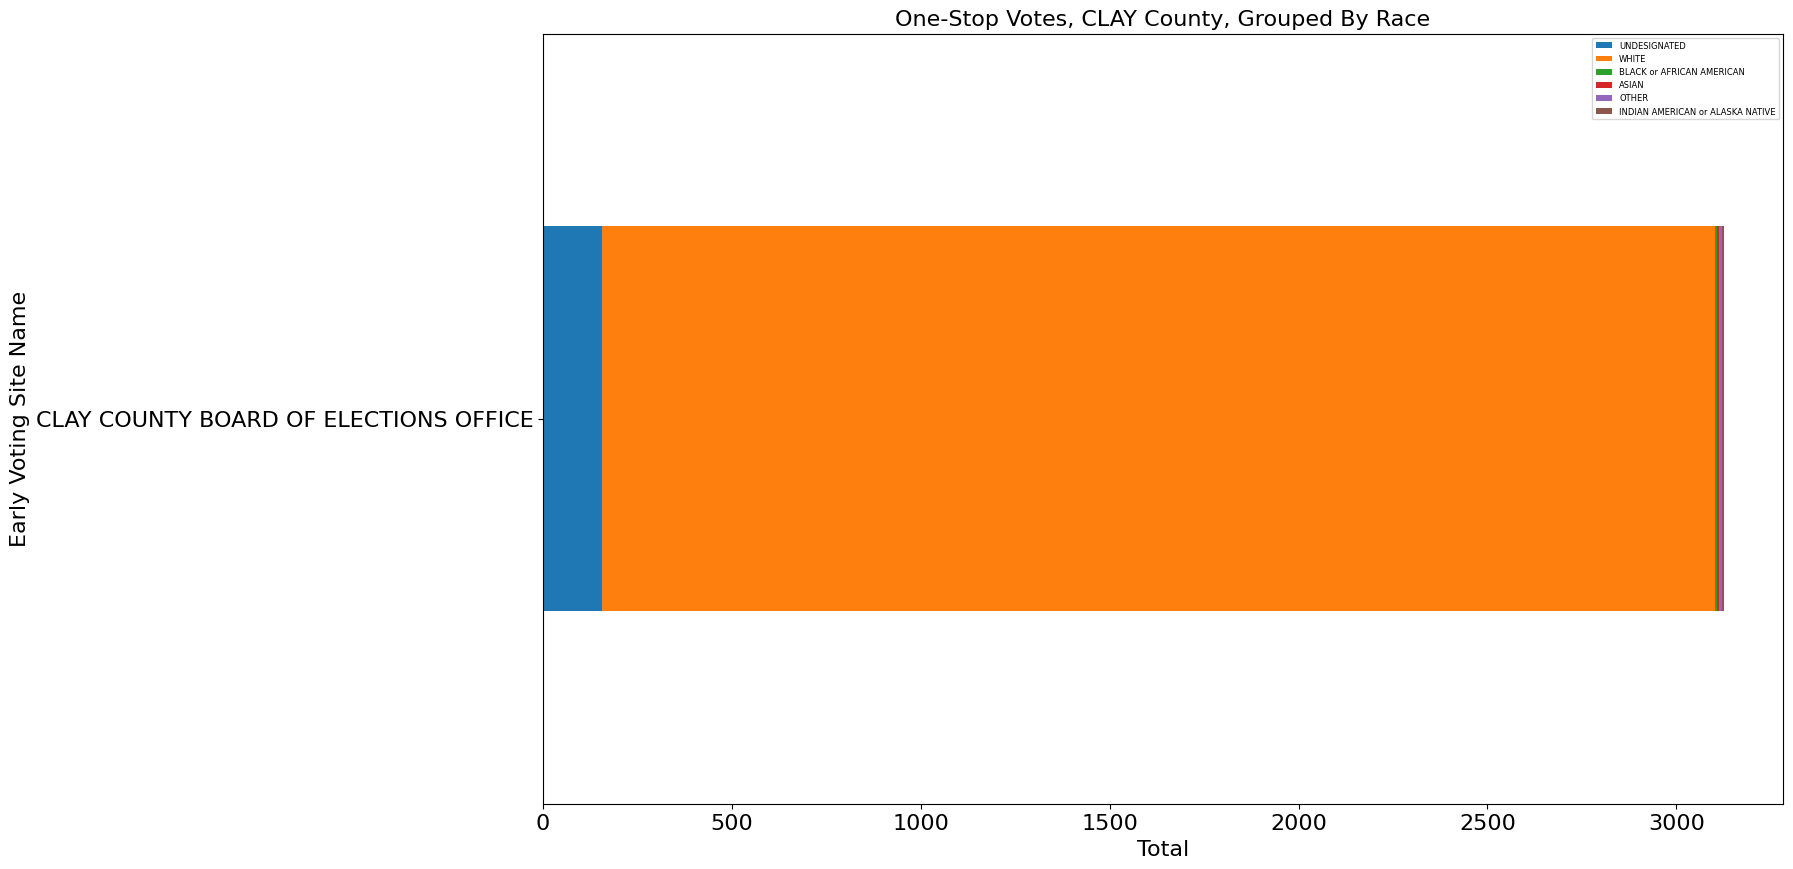 One-Stop Votes, CLAY County, Grouped By Race
UNDESIGNATED
WHITE
BLACK or AFRICAN AMERICAN
ASIAN
OTHER
INDIAN AMERICAN or ALASKA NATIVE
Early Voting Site Name
CLAY COUNTY BOARD OF ELECTIONS OFFICE
0 500 1000 1500 2000 2500 3000
Total